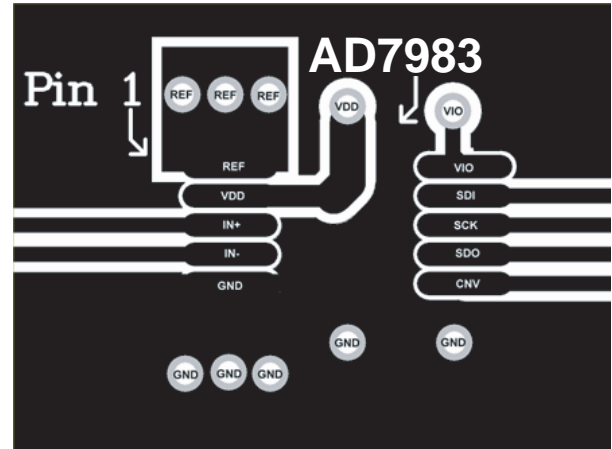 AD7983
Pin 1
REF REF REF
VDD
VIO
REF
VDD
IN+
IN-
GND
VIO
SDI
SCK
SDO
CNV
GND
GND
GND GND GND